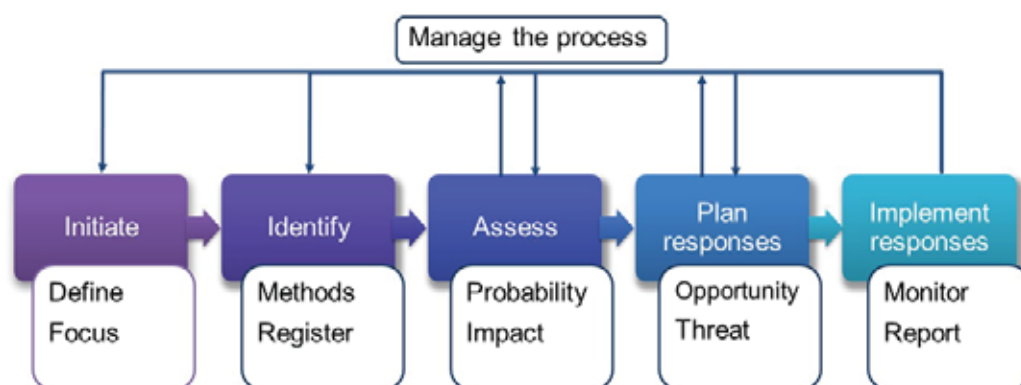 Manage the process
Initiate
Define
Focus
Identify
Methods
Register
Assess
Probability
Impact
Plan
responses
Opportunity
Threat
Implement
responses
Monitor
Report